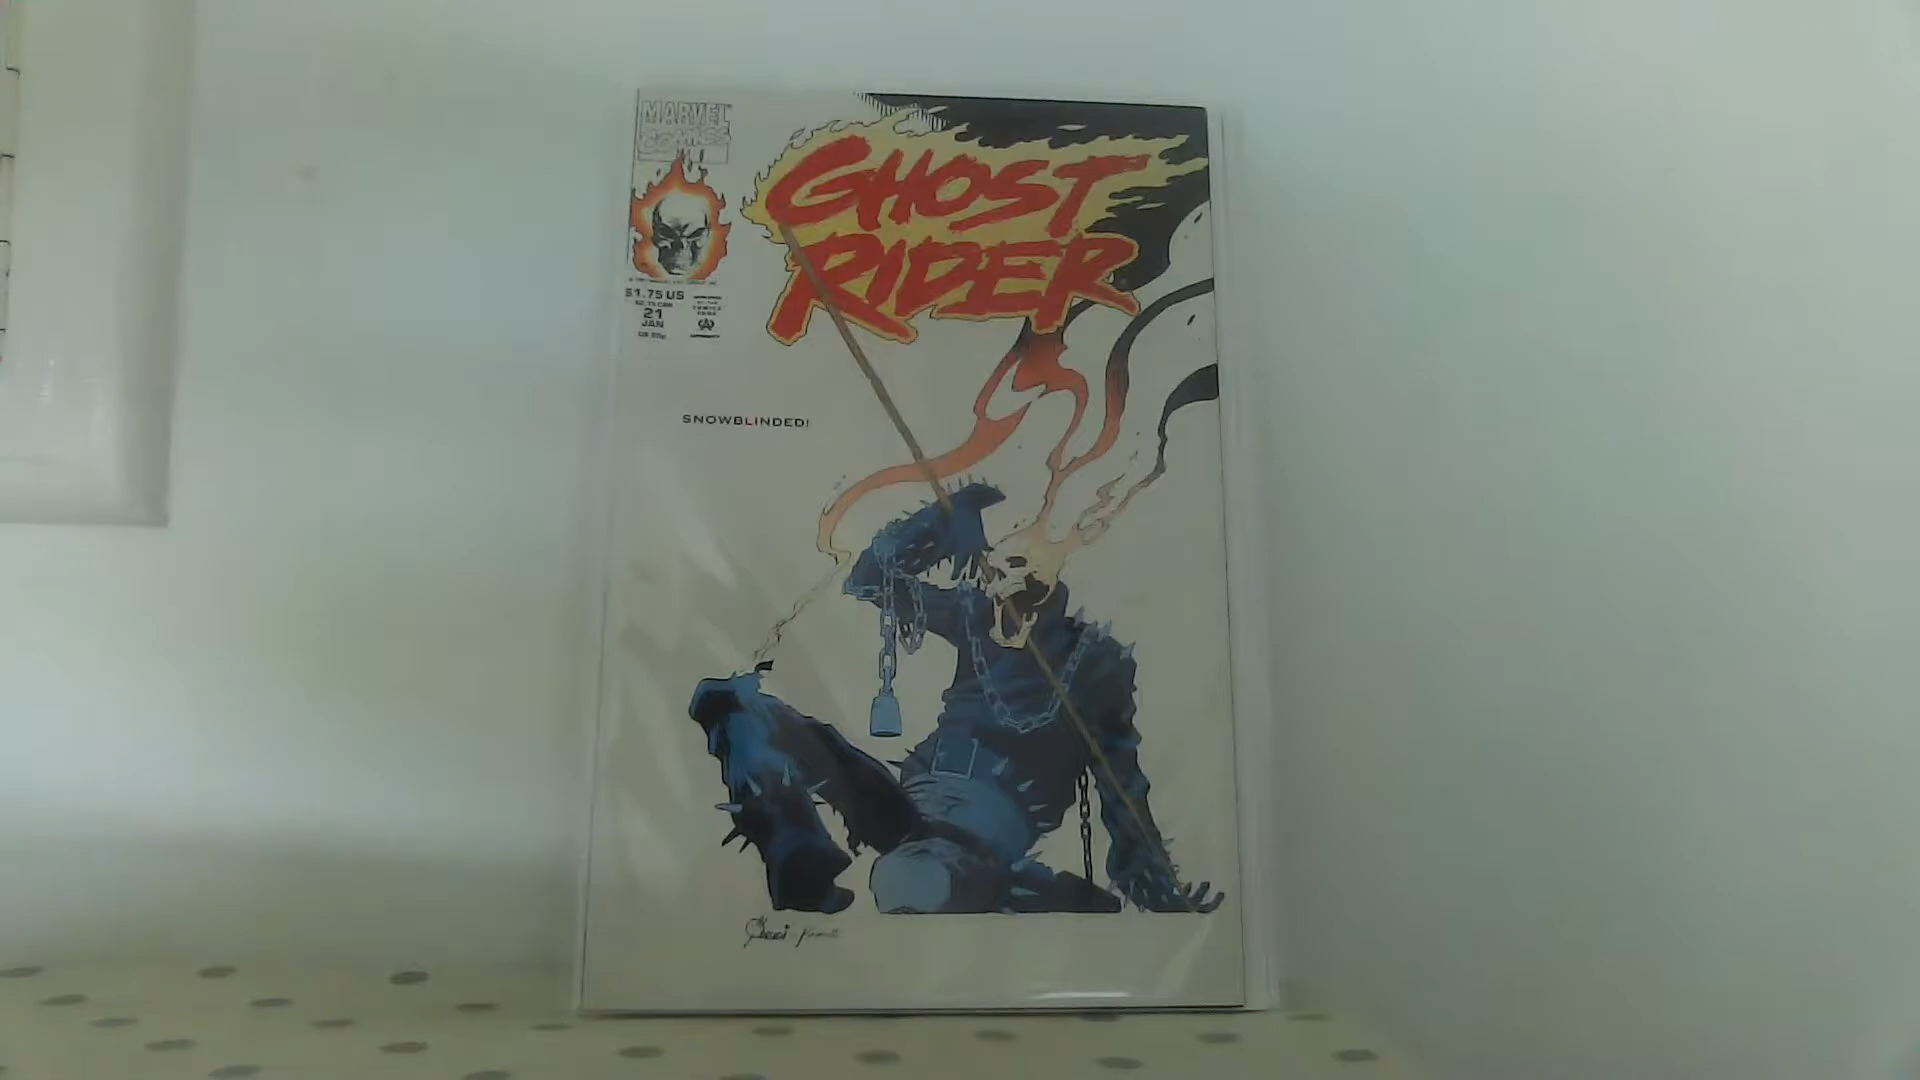 MARVEL
COMICS
GHOST
RIDER
$1.75 US
21
JAN
SNOWBLINDED!